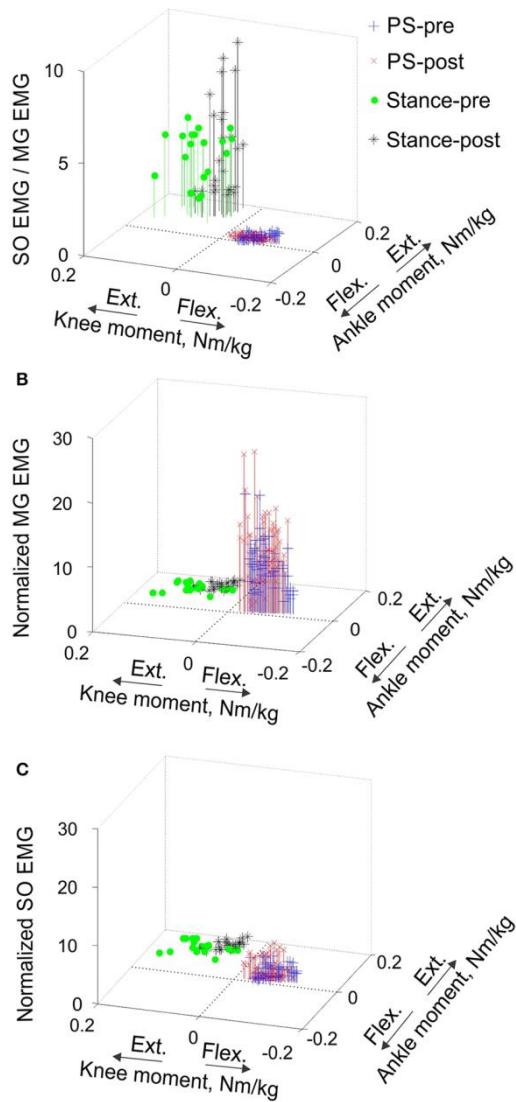 PS-pre
PS-post
Stance-pre
Stance-post
SO EMG / MG EMG
10
5
0
0.2
0
-0.2
-0.2
0
0.2
Ext.
Flex.
Knee moment, Nm/kg
Flex.
Ext.
Ankle moment, Nm/kg
B
Normalized MG EMG
30
20
10
0
0.2
0
-0.2
-0.2
0
0.2
Ext.
Flex.
Knee moment, Nm/kg
Flex.
Ext.
Ankle moment, Nm/kg
C
Normalized SO EMG
30
20
10
0
0.2
0
-0.2
-0.2
0
0.2
Ext.
Flex.
Knee moment, Nm/kg
Flex.
Ext.
Ankle moment, Nm/kg